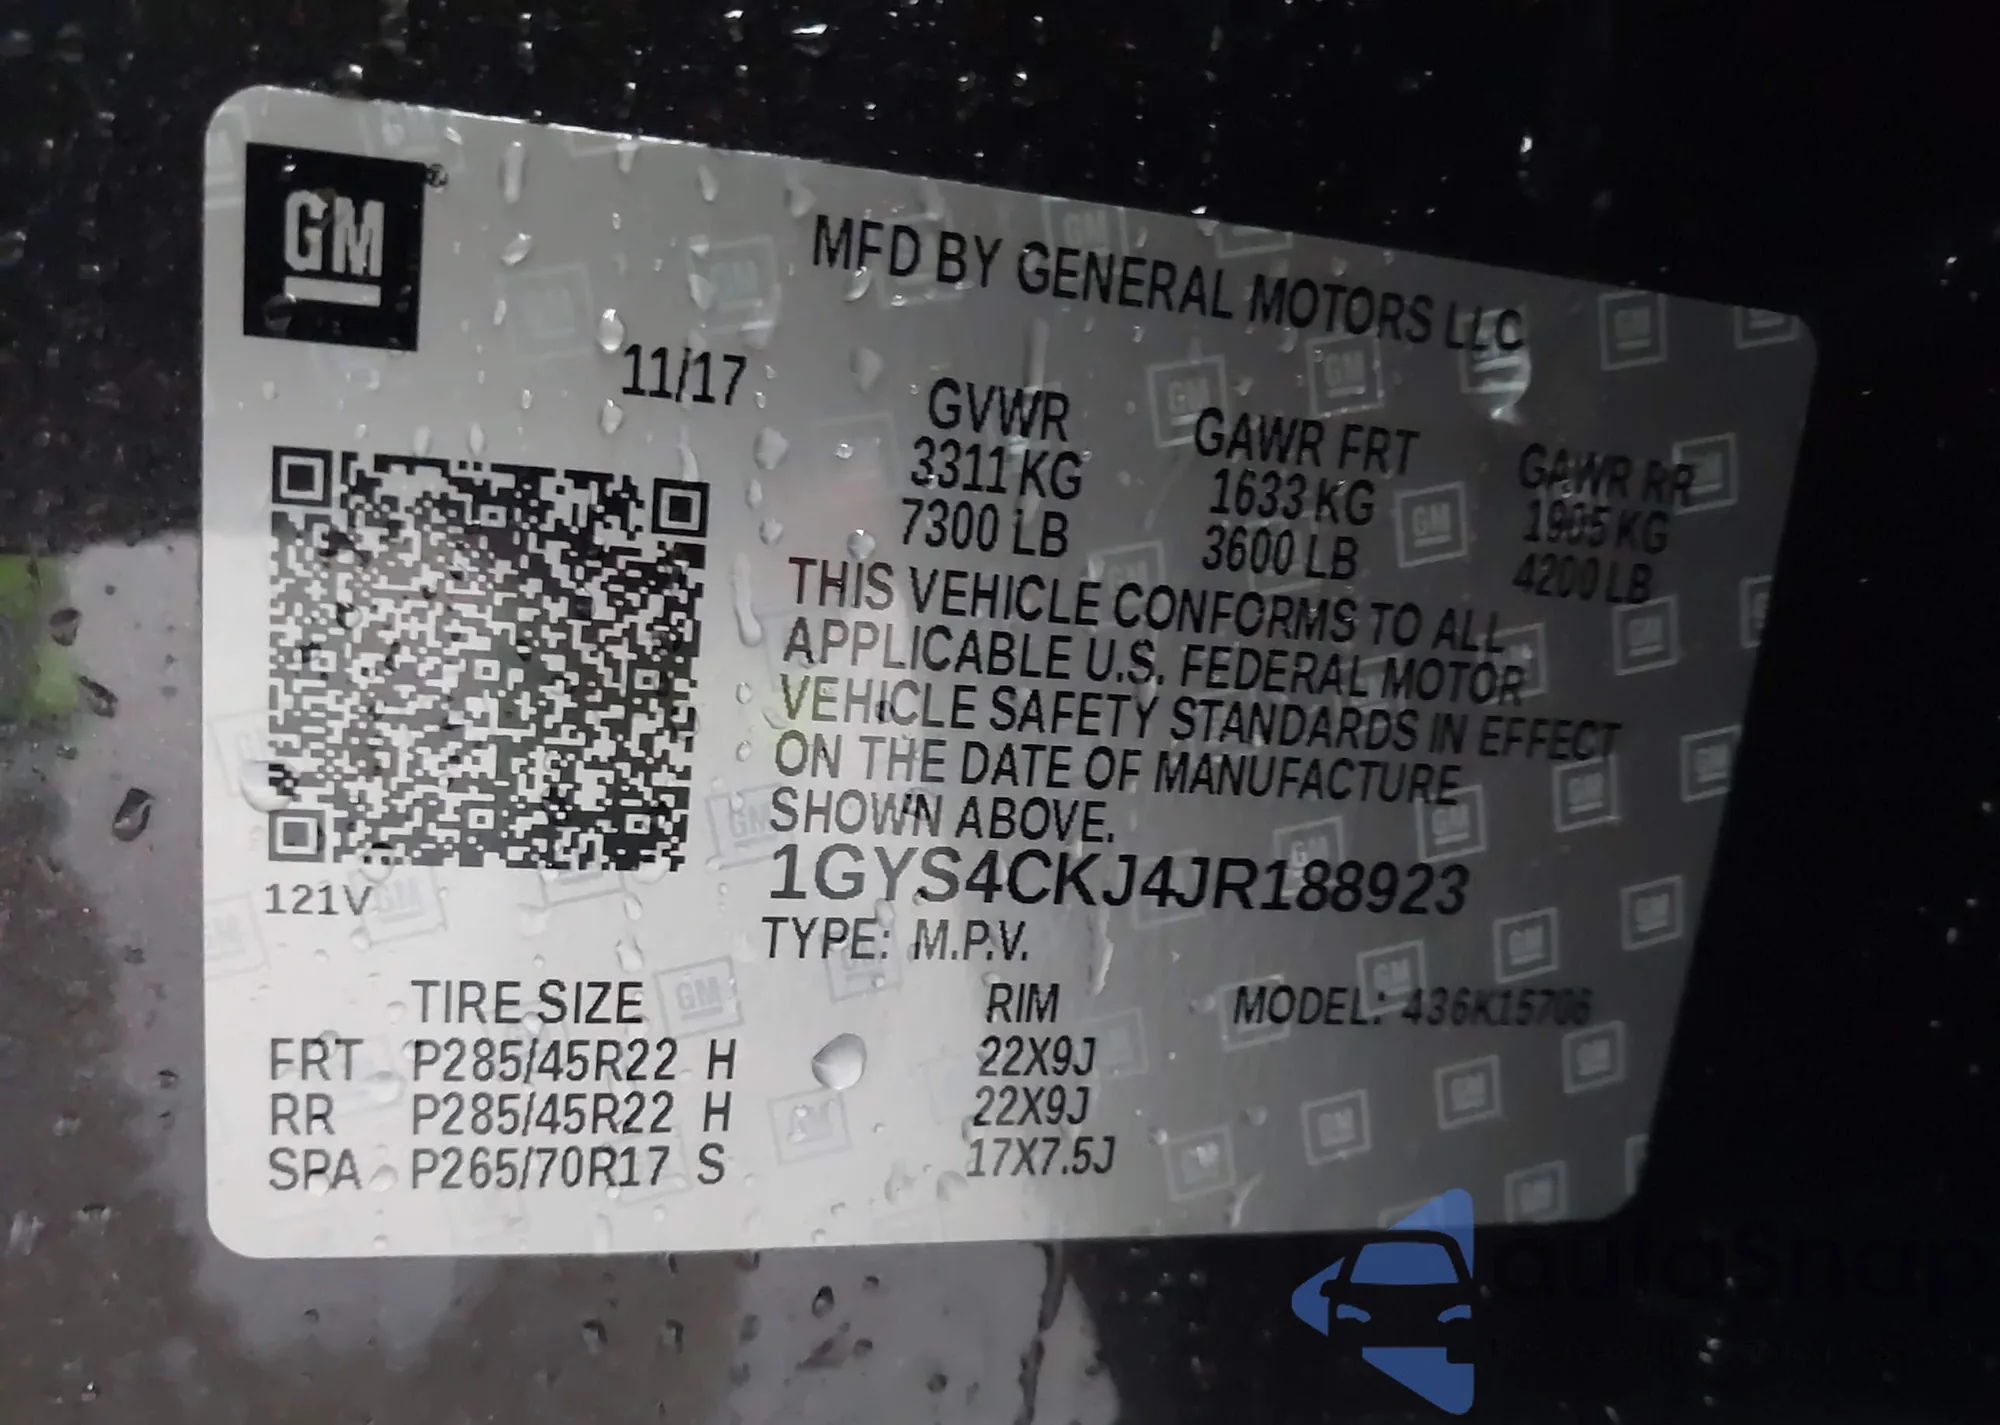 GM
MFD BY GENERAL MOTORS LLC
11/17
GVWR GAWR FRT GAWR RR
3311 KG 1633 KG 1905 KG
7300 LB 3600 LB 4200 LB
THIS VEHICLE CONFORMS TO ALL
APPLICABLE U.S. FEDERAL MOTOR
VEHICLE SAFETY STANDARDS IN EFFECT
ON THE DATE OF MANUFACTURE
SHOWN ABOVE.
1GYS4CKJ4JR188923
121V
TYPE: M.P.V.
TIRE SIZE RIM MODEL: 436K15706
FRT P285/45R22 H 22X9J
RR P285/45R22 H 22X9J
SPA P265/70R17 S 17X7.5J